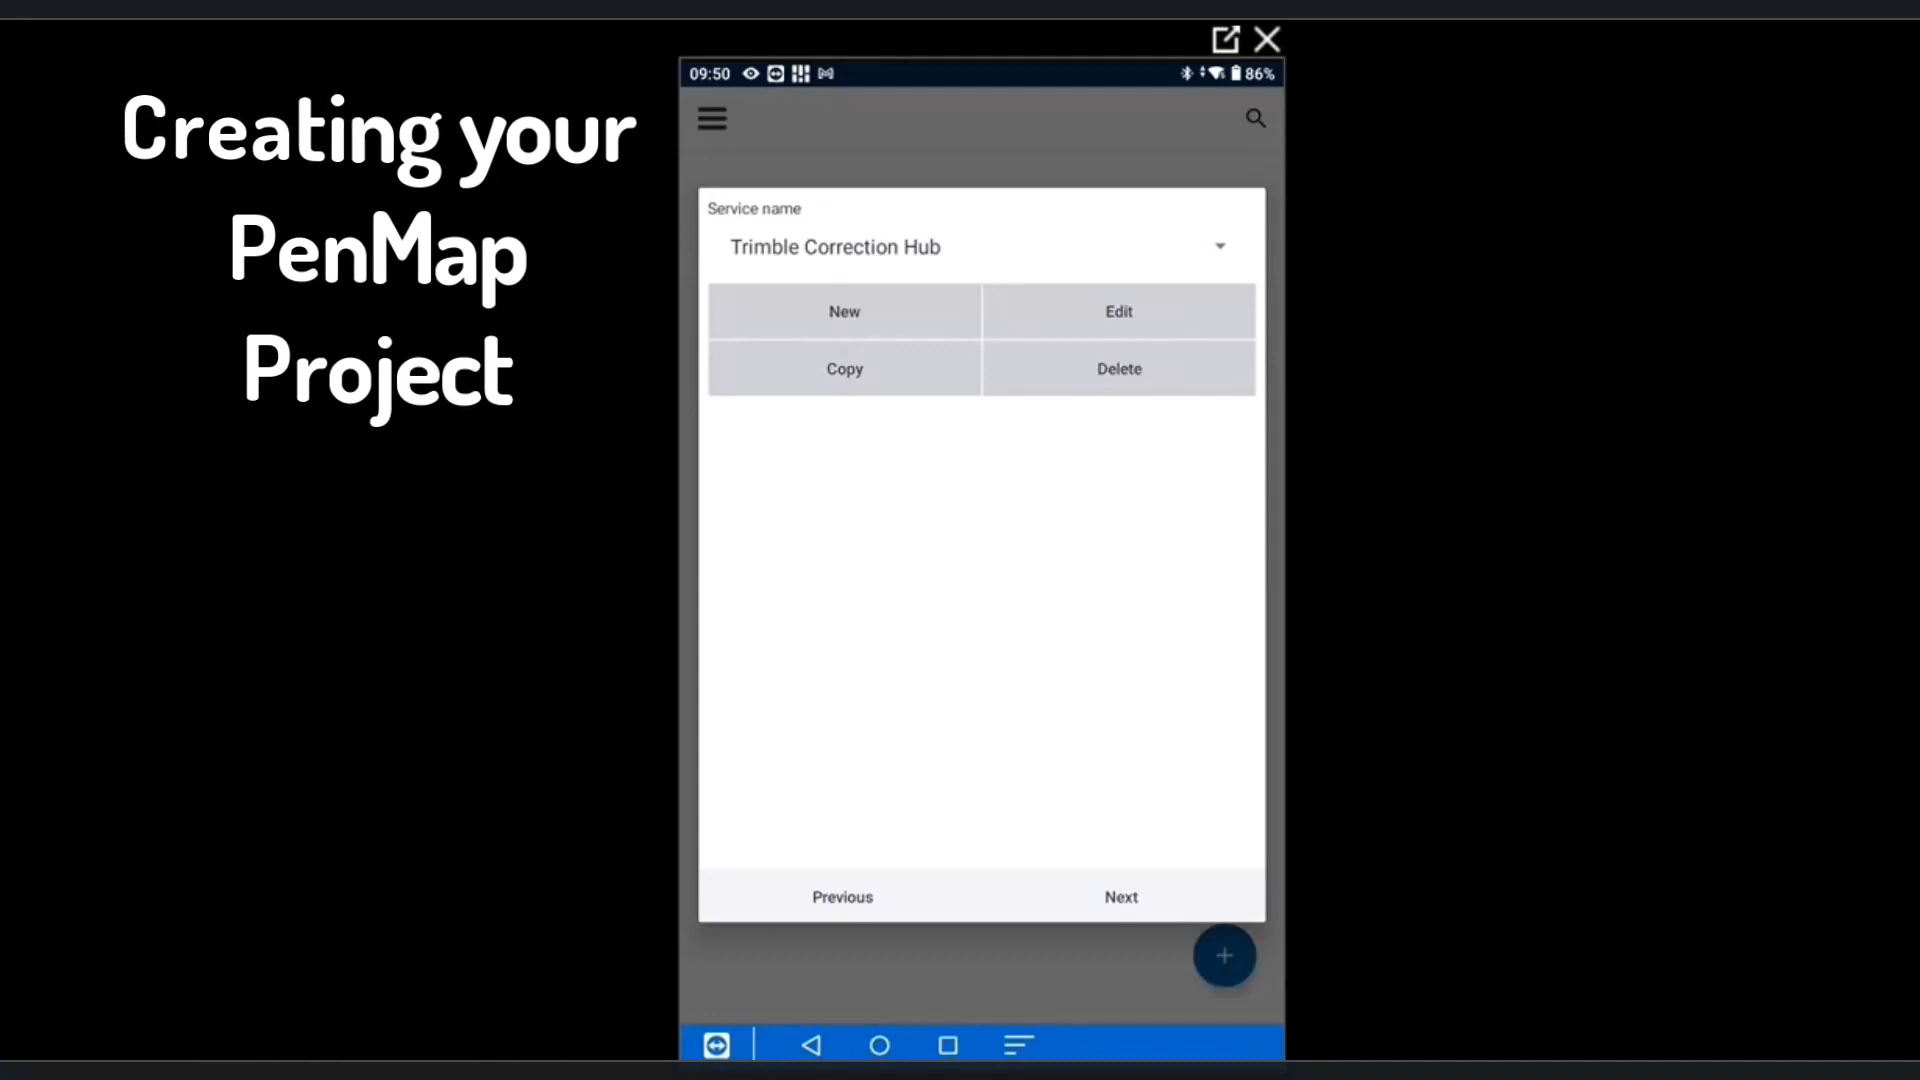 Creating your
PenMap
Project
09:50
86%
Service name
Trimble Correction Hub
New
Edit
Copy
Delete
Previous
Next